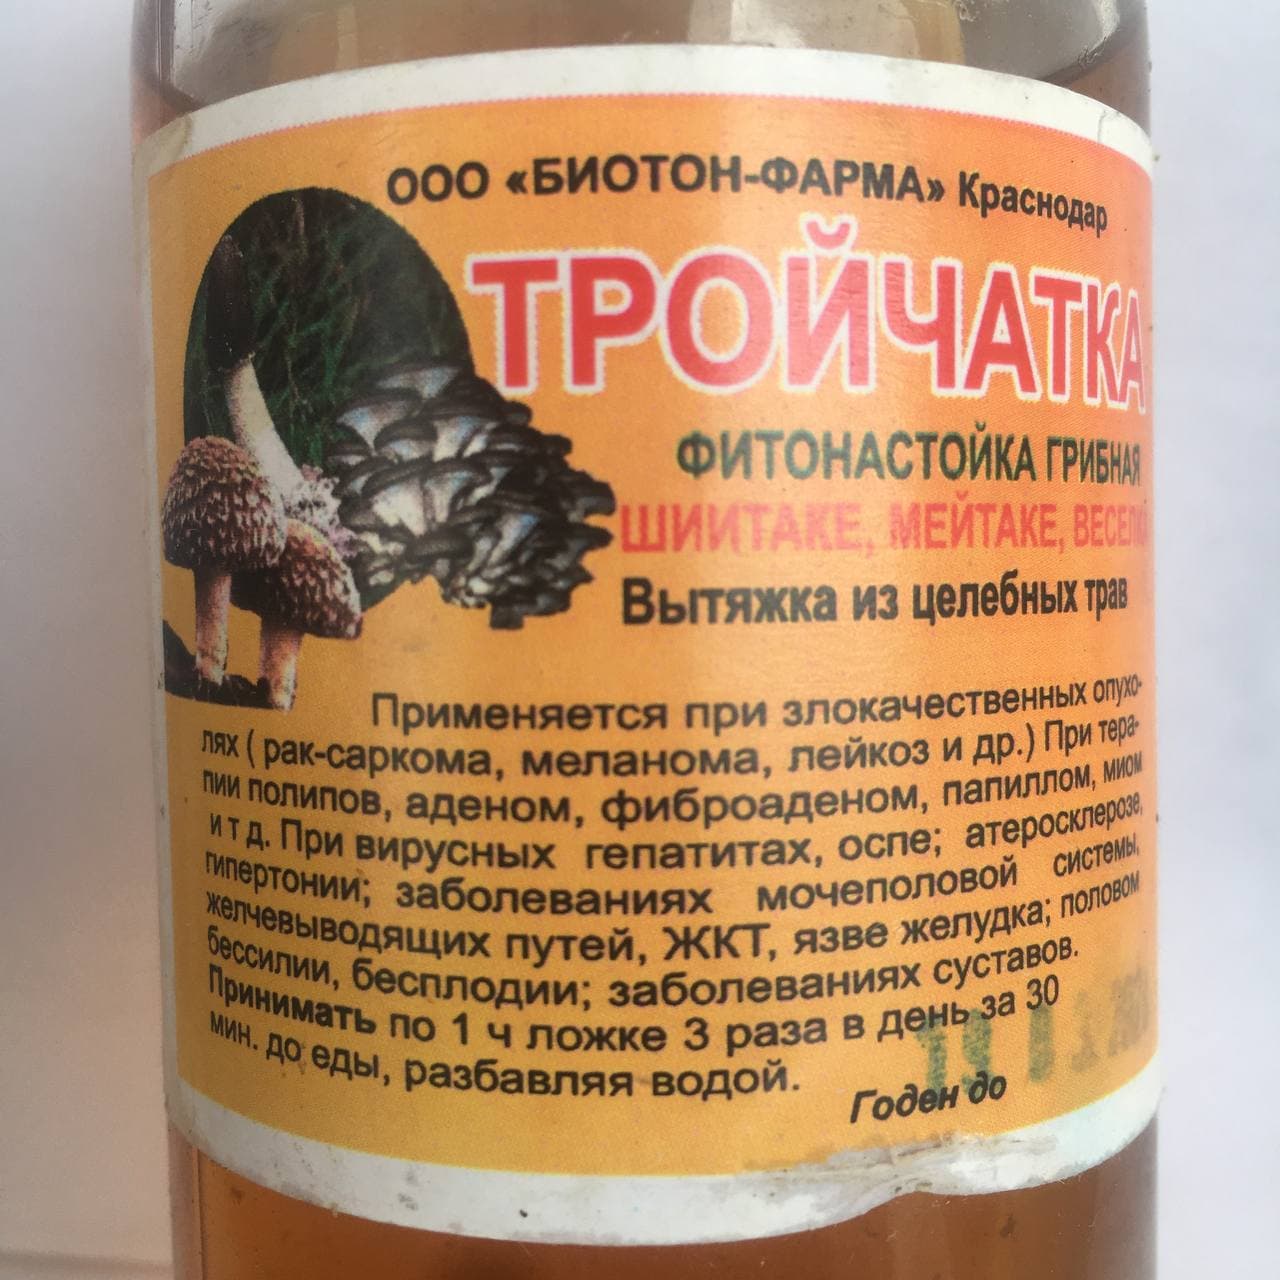 ООО «БИОТОН-ФАРМА» Краснодар
ТРОЙЧАТКА
ФИТОНАСТОЙКА ГРИБНАЯ
ШИИТАКЕ, МЕЙТАКЕ,
Вытяжка из целебных трав
Применяется при злокачественных опухо-
лях ( рак-саркома, меланома, лейкоз и др.) При тера-
пии полипов, аденом, фиброаденом, папиллом, миом
и т д. При вирусных гепатитах, оспе; атеросклерозе,
гипертонии; заболеваниях мочеполовой системы,
желчевыводящих путей, ЖКТ, язве желудка; половом
бессилии, бесплодии; заболеваниях суставов.
Принимать по 1 ч ложке 3 раза в день за 30
мин. до еды, разбавляя водой.
Годен до